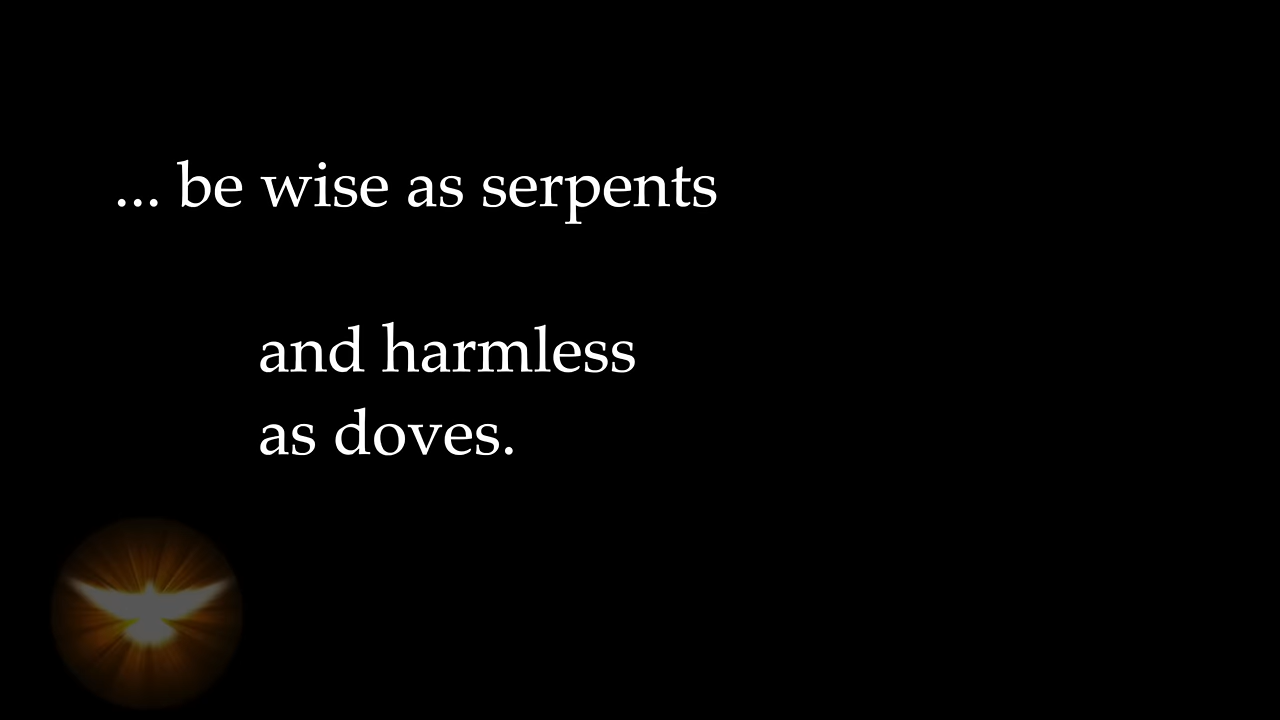 ... be wise as serpents
and harmless
as doves.